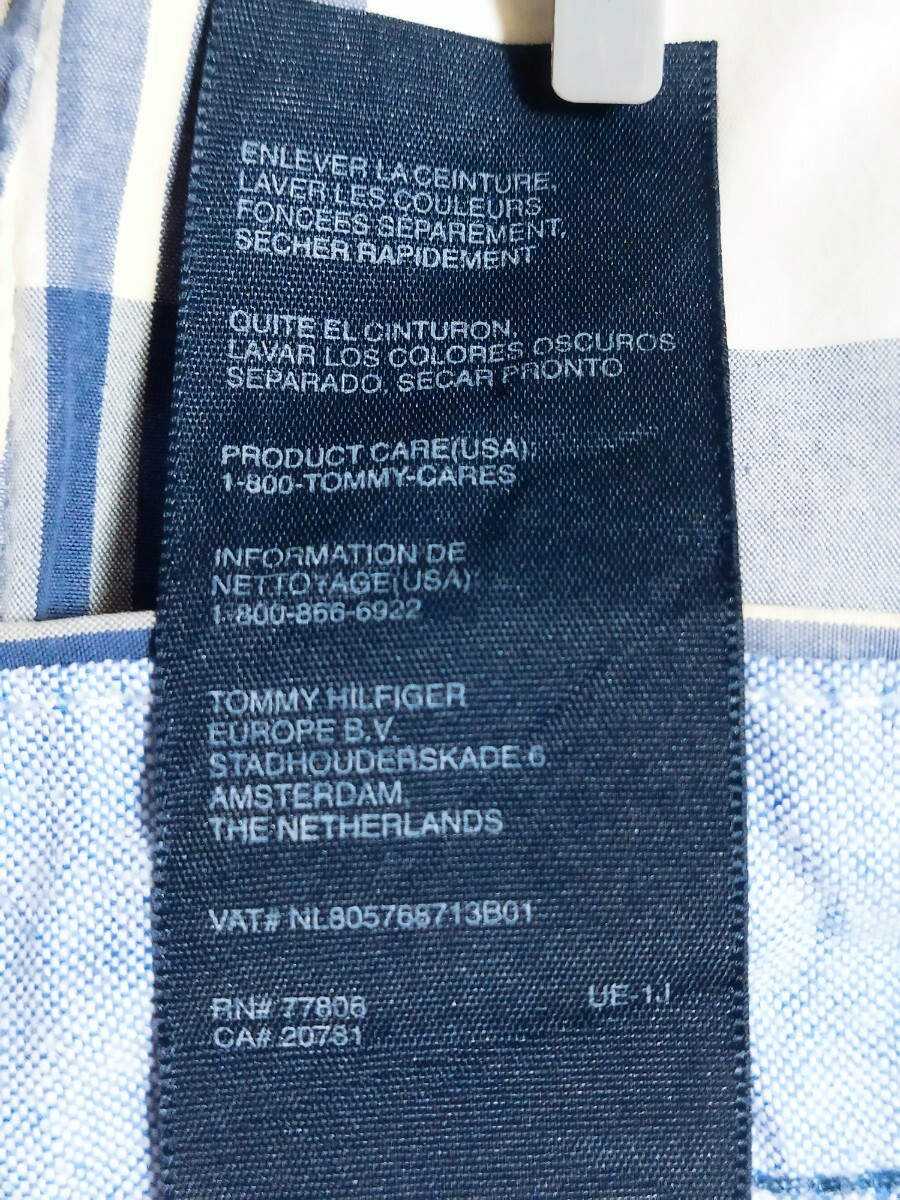 ENLEVER LA CEINTURE,
LAVER LES COULEURS
FONCÉES SEPAREMENT,
SECHER RAPIDEMENT
QUITE EL CINTURON,
LAVAR LOS COLORES OSCUROS
SEPARADO, SECAR PRONTO
PRODUCT CARE(USA):
1-800-TOMMY-CARES
INFORMATION DE
NETTOYAGE(USA):
1-800-866-6922
TOMMY HILFIGER
EUROPE B.V.
STADHOUDERSKADE 6
AMSTERDAM,
THE NETHERLANDS
VAT# NL805768713B01
RN# 77806 UE-1J
CA# 20781